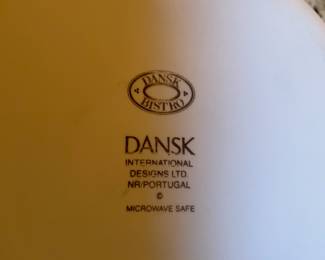 DANSK
BISTRO
DANSK
INTERNATIONAL
DESIGNS LTD.
NR/PORTUGAL
©
MICROWAVE SAFE